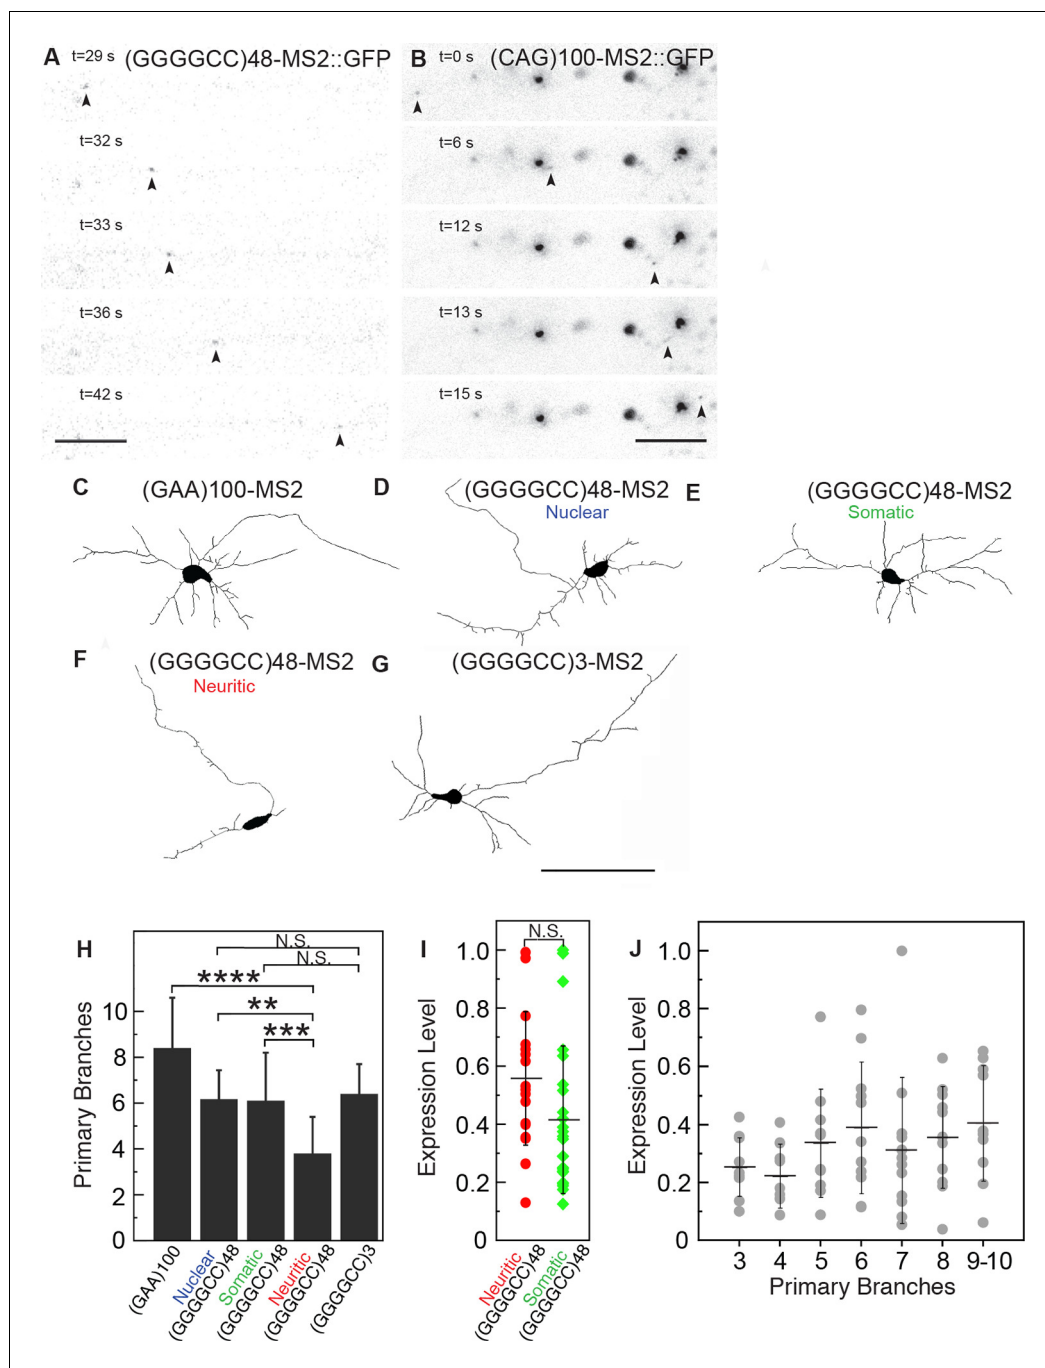 A t=29 s (GGGGCC)48-MS2::GFP
t=32 s
t=33 s
t=36 s
t=42 s
B t=0 s (CAG)100-MS2::GFP
t=6 s
t=12 s
t=13 s
t=15 s
C (GAA)100-MS2
D (GGGGCC)48-MS2
Nuclear
E (GGGGCC)48-MS2
Somatic
F (GGGGCC)48-MS2
Neuritic
G (GGGGCC)3-MS2
H
N.S.
N.S.
****
**
***
Primary Branches
10
8
6
4
2
0
(GAA)100
Nuclear
(GGGGCC)48
Somatic
(GGGGCC)48
Neuritic
(GGGGCC)48
(GGGGCC)3
I
N.S.
Expression Level
1.0
0.8
0.6
0.4
0.2
0
Neuritic
(GGGGCC)48
Somatic
(GGGGCC)48
J
Expression Level
1.0
0.8
0.6
0.4
0.2
0
3 4 5 6 7 8 9-10
Primary Branches